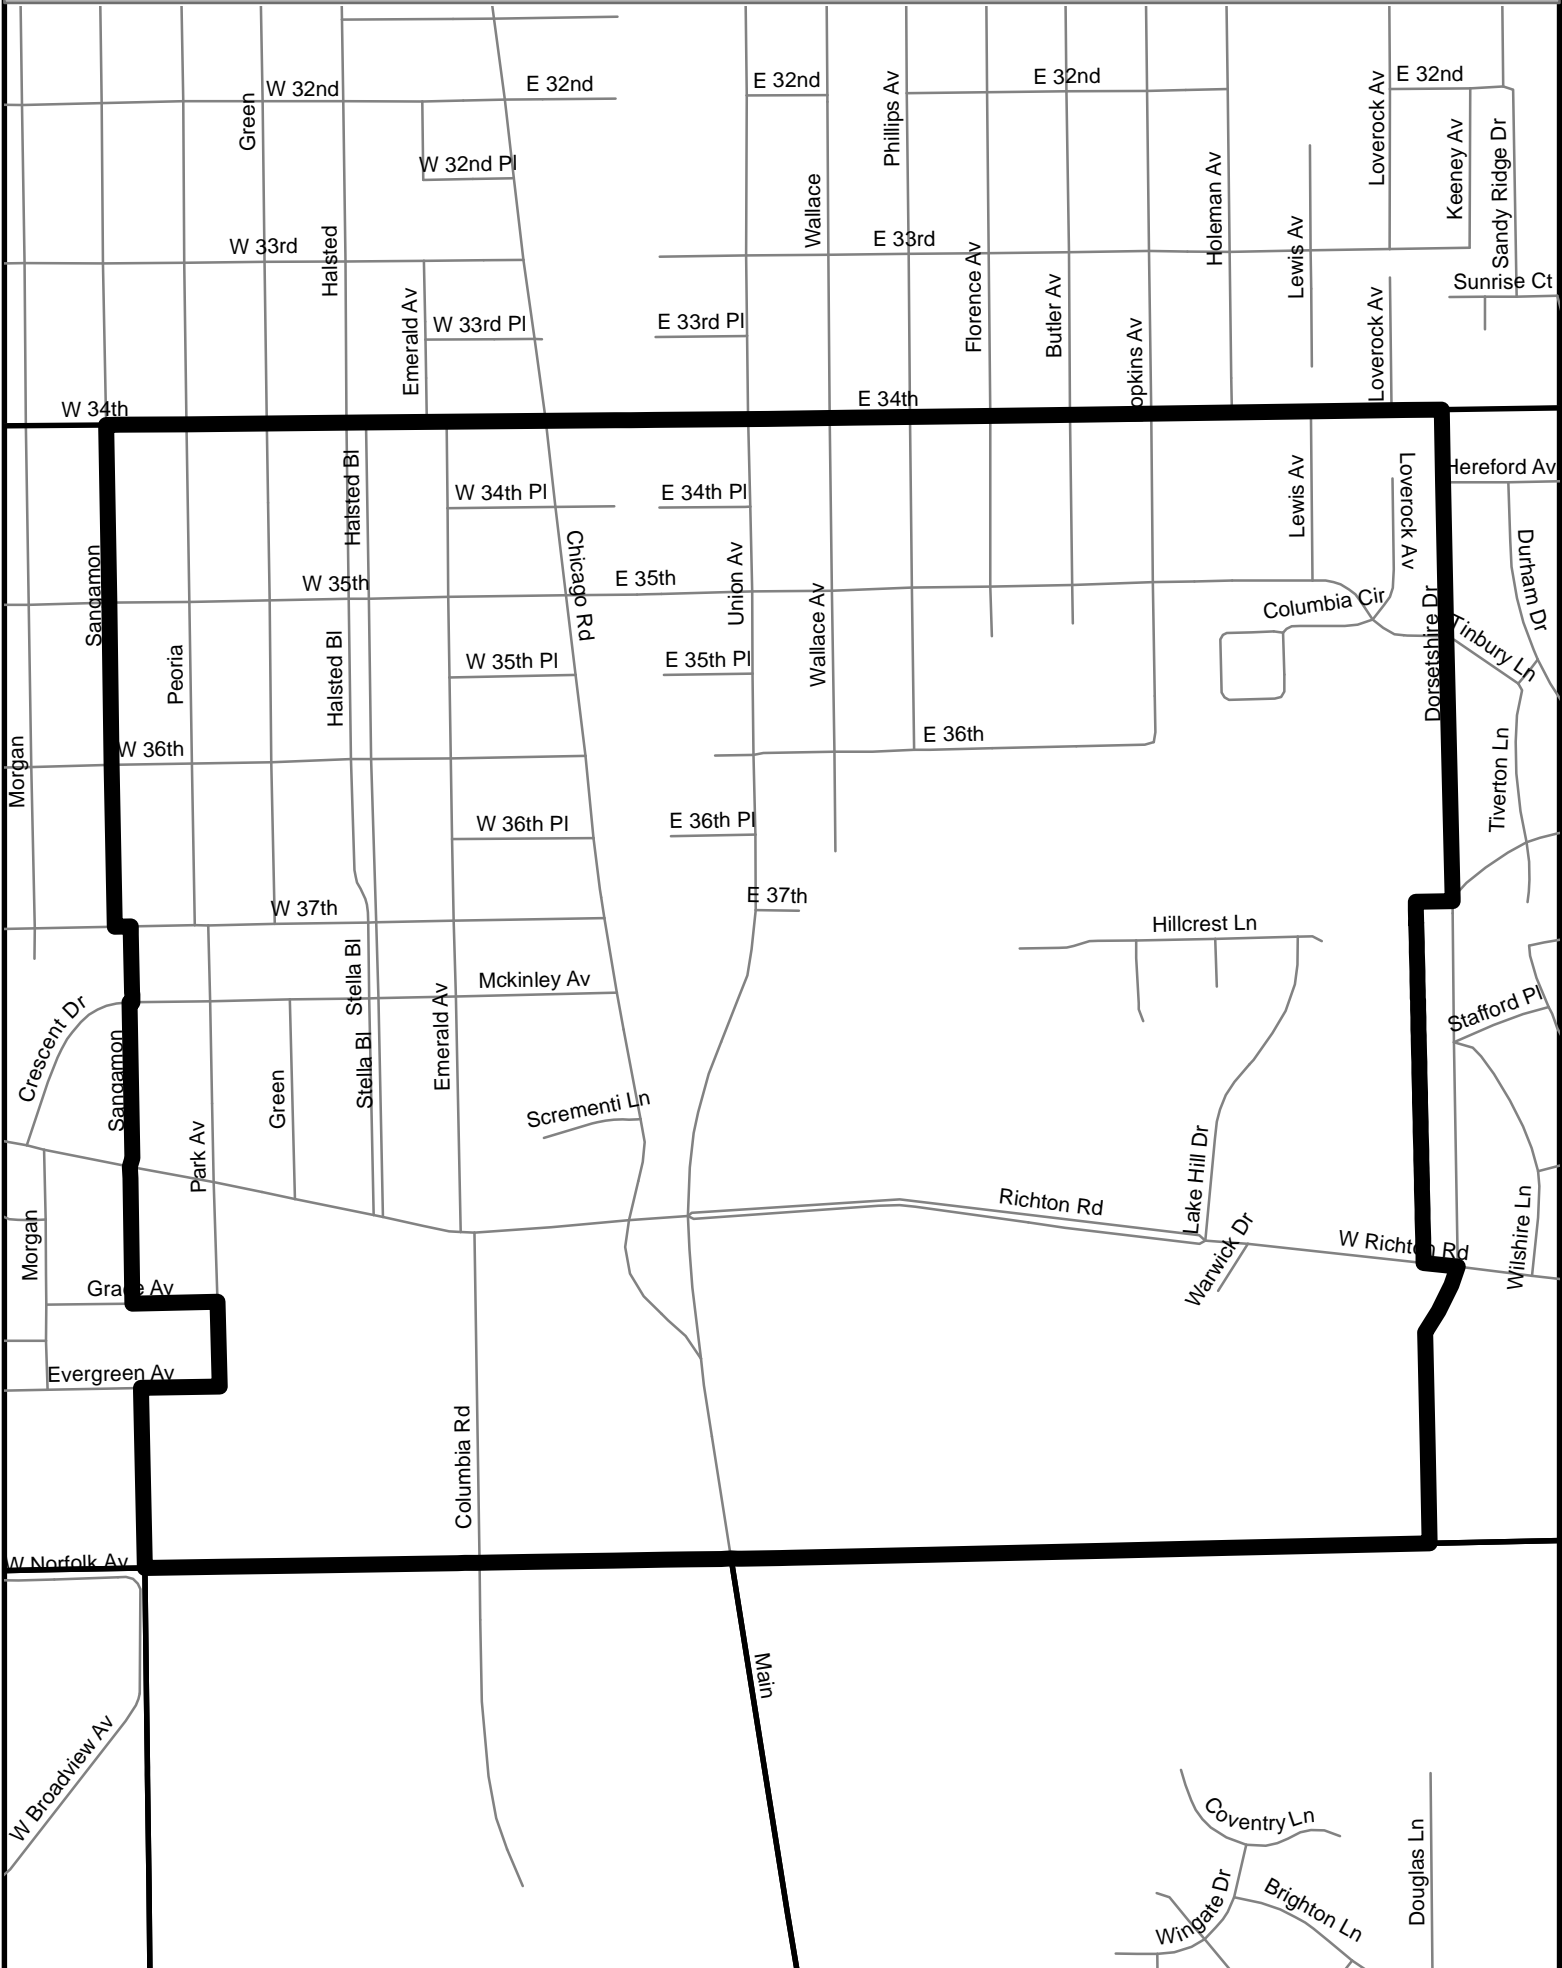 W 32nd
E 32nd
E 32nd
E 32nd
E 32nd
Green
Phillips Av
Loverock Av
Keeney Av
Sandy Ridge Dr
W 32nd Pl
Wallace
Holeman Av
W 33rd
Halsted
E 33rd
Florence Av
Lewis Av
Sunrise Ct
Emerald Av
W 33rd Pl
E 33rd Pl
Butler Av
opkins Av
Loverock Av
W 34th
E 34th
Halsted Bl
W 34th Pl
E 34th Pl
Lewis Av
Loverock Av
Hereford Av
Sangamon
W 35th
Chicago Rd
E 35th
Union Av
Wallace Av
Columbia Cir
Dorsetshire Dr
Durham Dr
Tinbury Ln
Peoria
Halsted Bl
W 35th Pl
E 35th Pl
Morgan
W 36th
E 36th
Tiverton Ln
W 36th Pl
E 36th Pl
W 37th
E 37th
Hillcrest Ln
Stella Bl
Mckinley Av
Emerald Av
Crescent Dr
Stafford Pl
Sangamon
Green
Stella Bl
Scrementi Ln
Park Av
Lake Hill Dr
Richton Rd
Warwick Dr
W Richton Rd
Wilshire Ln
Morgan
Grace Av
Evergreen Av
Columbia Rd
W Norfolk Av
Main
W Broadview Av
Coventry Ln
Douglas Ln
Wingate Dr
Brighton Ln